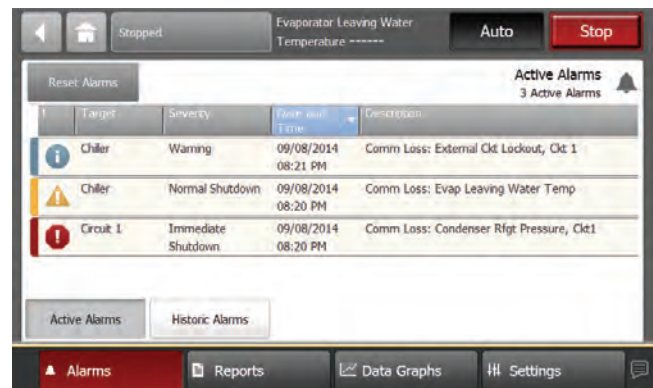 Stopped
Evaporator Leaving Water
Temperature ------
Auto
Stop
Reset Alarms
Active Alarms
3 Active Alarms
!
Target
Severity
Date and
Time
Description
Chiller
Warning
09/08/2014
08:21 PM
Comm Loss: External Ckt Lockout, Ckt 1
Chiller
Normal Shutdown
09/08/2014
08:20 PM
Comm Loss: Evap Leaving Water Temp
Circuit 1
Immediate
Shutdown
09/08/2014
08:20 PM
Comm Loss: Condenser Rfgt Pressure, Ckt1
Active Alarms
Historic Alarms
Alarms
Reports
Data Graphs
Settings